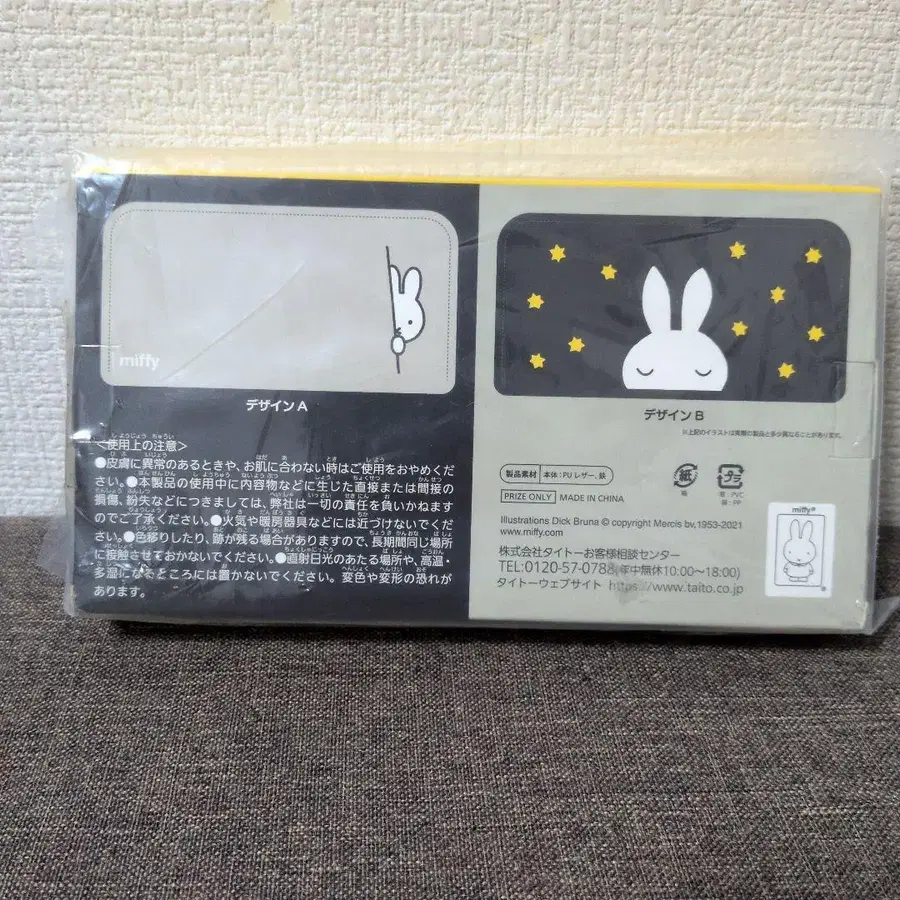 miffy
デザインA
デザインB
※上記のイラストは実際の製品と多少異なることがあります。
<使用上の注意>
●皮膚に異常のあるときや、お肌に合わない時はご使用をおやめくだ
さい。●本製品の使用中に内容物などに生じた直接または間接の
損傷、紛失などにつきましては、弊社は一切の責任を負いかねます
のでご了承ください。●火気や暖房器具などには近づけないでくだ
さい。●色移りしたり、跡が残る場合がありますので、長期間同じ場所
に接触させておかないでください。●直射日光のあたる場所や、高温・
多湿になるところには置かないでください。変色や変形の恐れが
あります。
製品素材 本体:PUレザー、鉄
PRIZE ONLY MADE IN CHINA
紙
箱
プラ
窓:PVC
袋:PP
Illustrations Dick Bruna © copyright Mercis bv,1953-2021
www.miffy.com
株式会社タイトーお客様相談センター
TEL:0120-57-0788(年中無休10:00~18:00)
タイトーウェブサイト https://www.taito.co.jp
miffy®